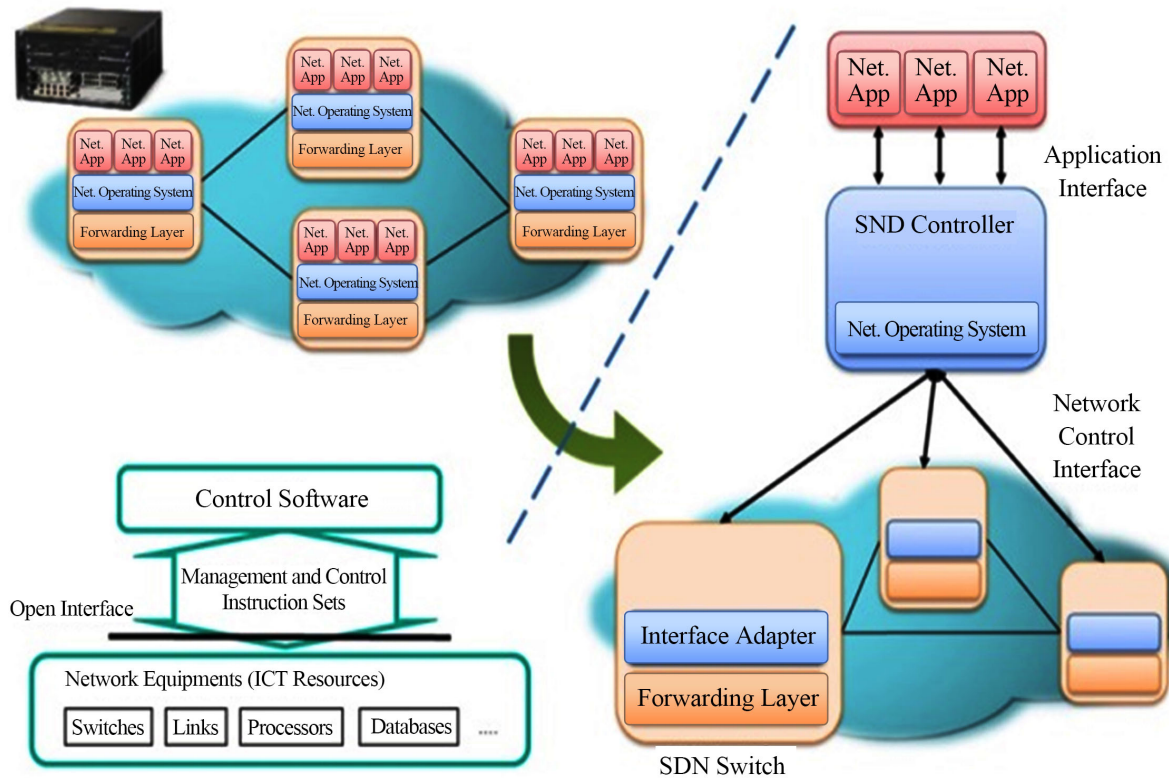 Net.
App
Net.
App
Net.
App
Net. Operating System
Forwarding Layer
Net.
App
Net.
App
Net.
App
Net. Operating System
Forwarding Layer
Net.
App
Net.
App
Net.
App
Net. Operating System
Forwarding Layer
Net.
App
Net.
App
Net.
App
Net. Operating System
Forwarding Layer
Control Software
Management and Control
Instruction Sets
Open Interface
Network Equipments (ICT Resources)
Switches
Links
Processors
Databases
....
Net.
App
Net.
App
Net.
App
Application
Interface
SND Controller
Net. Operating System
Network
Control
Interface
Interface Adapter
Forwarding Layer
SDN Switch